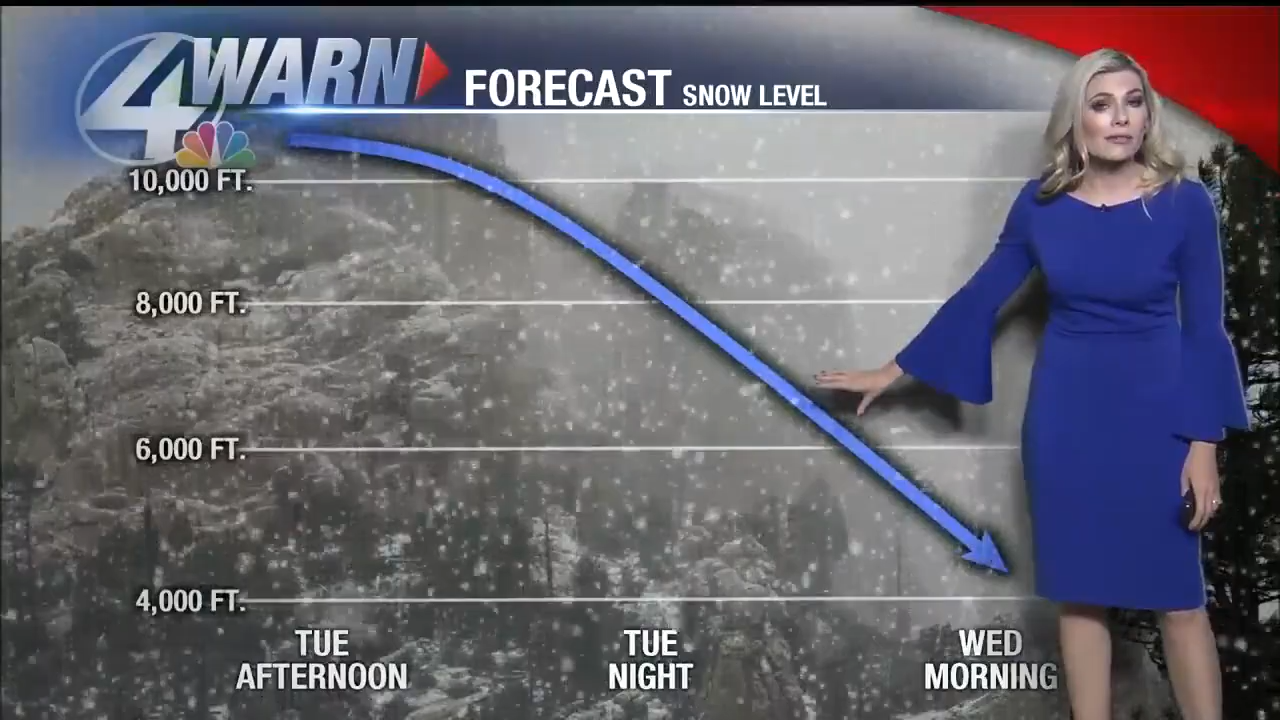 4WARN
FORECAST SNOW LEVEL
10,000 FT.
8,000 FT.
6,000 FT.
4,000 FT.
TUE
AFTERNOON
TUE
NIGHT
WED
MORNING